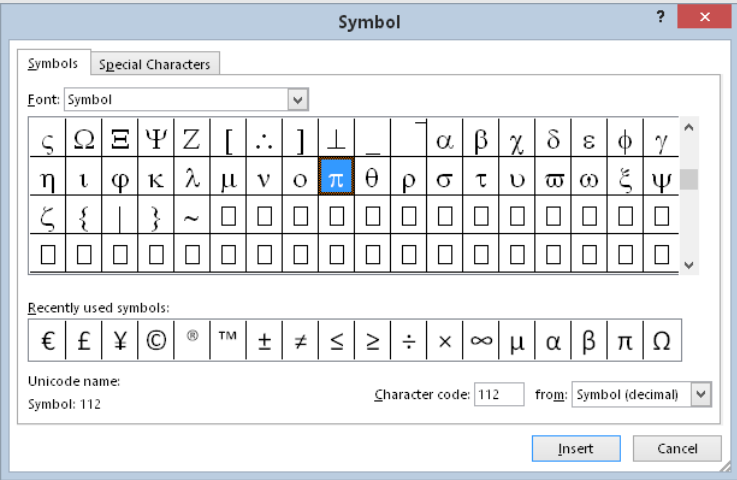 Symbol ? ×
Symbols Special Characters
Font: Symbol
ς Ω Ξ Ψ Ζ [ ∴ ] ⊥ _ ‾ α β χ δ ε ϕ γ
η ι φ κ λ μ ν ο π θ ρ σ τ υ ϖ ω ξ ψ
ζ { | } ~ □ □ □ □ □ □ □ □ □ □ □ □ □
□ □ □ □ □ □ □ □ □ □ □ □ □ □ □ □ □ □
Recently used symbols:
€ £ ¥ © ® ™ ± ≠ ≤ ≥ ÷ × ∞ µ α β π Ω
Unicode name:
Symbol: 112
Character code: 112 from: Symbol (decimal)
Insert Cancel